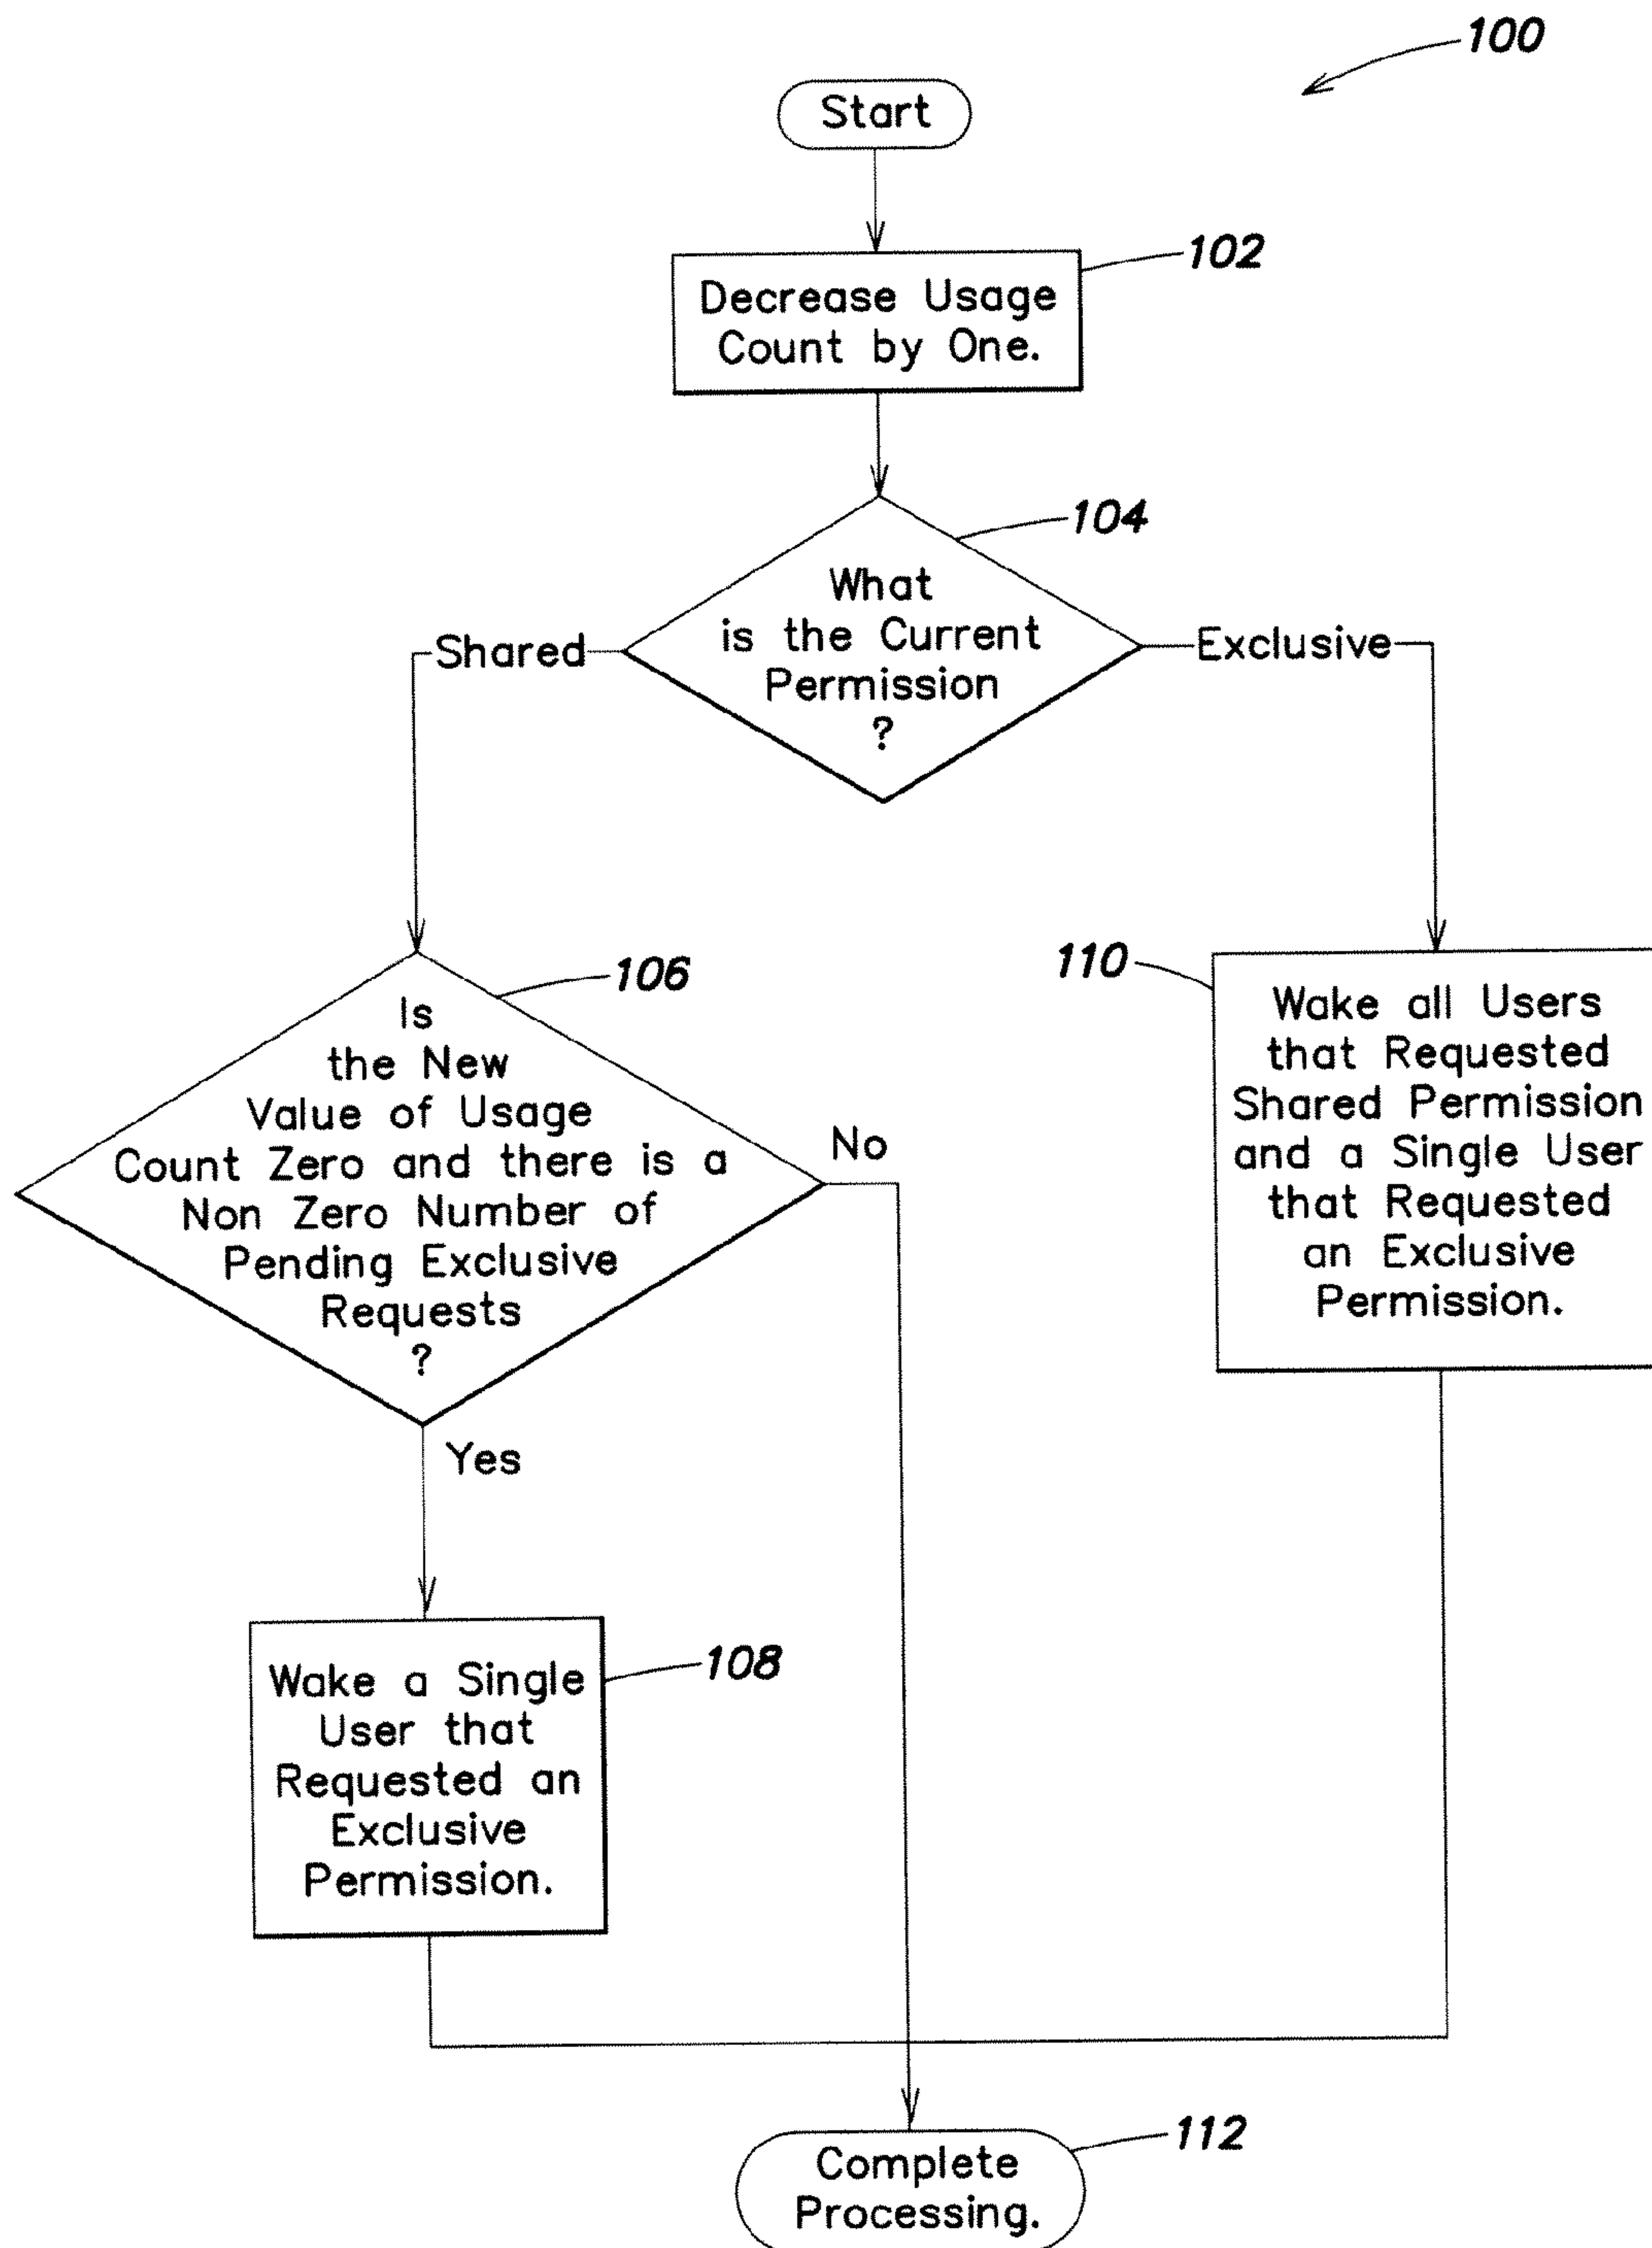 100
Start
102
Decrease Usage
Count by One.
104
What
is the Current
Permission
?
Shared
Exclusive
106
Is
the New
Value of Usage
Count Zero and there is a
Non Zero Number of
Pending Exclusive
Requests
?
No
Yes
110
Wake all Users
that Requested
Shared Permission
and a Single User
that Requested
an Exclusive
Permission.
108
Wake a Single
User that
Requested an
Exclusive
Permission.
112
Complete
Processing.